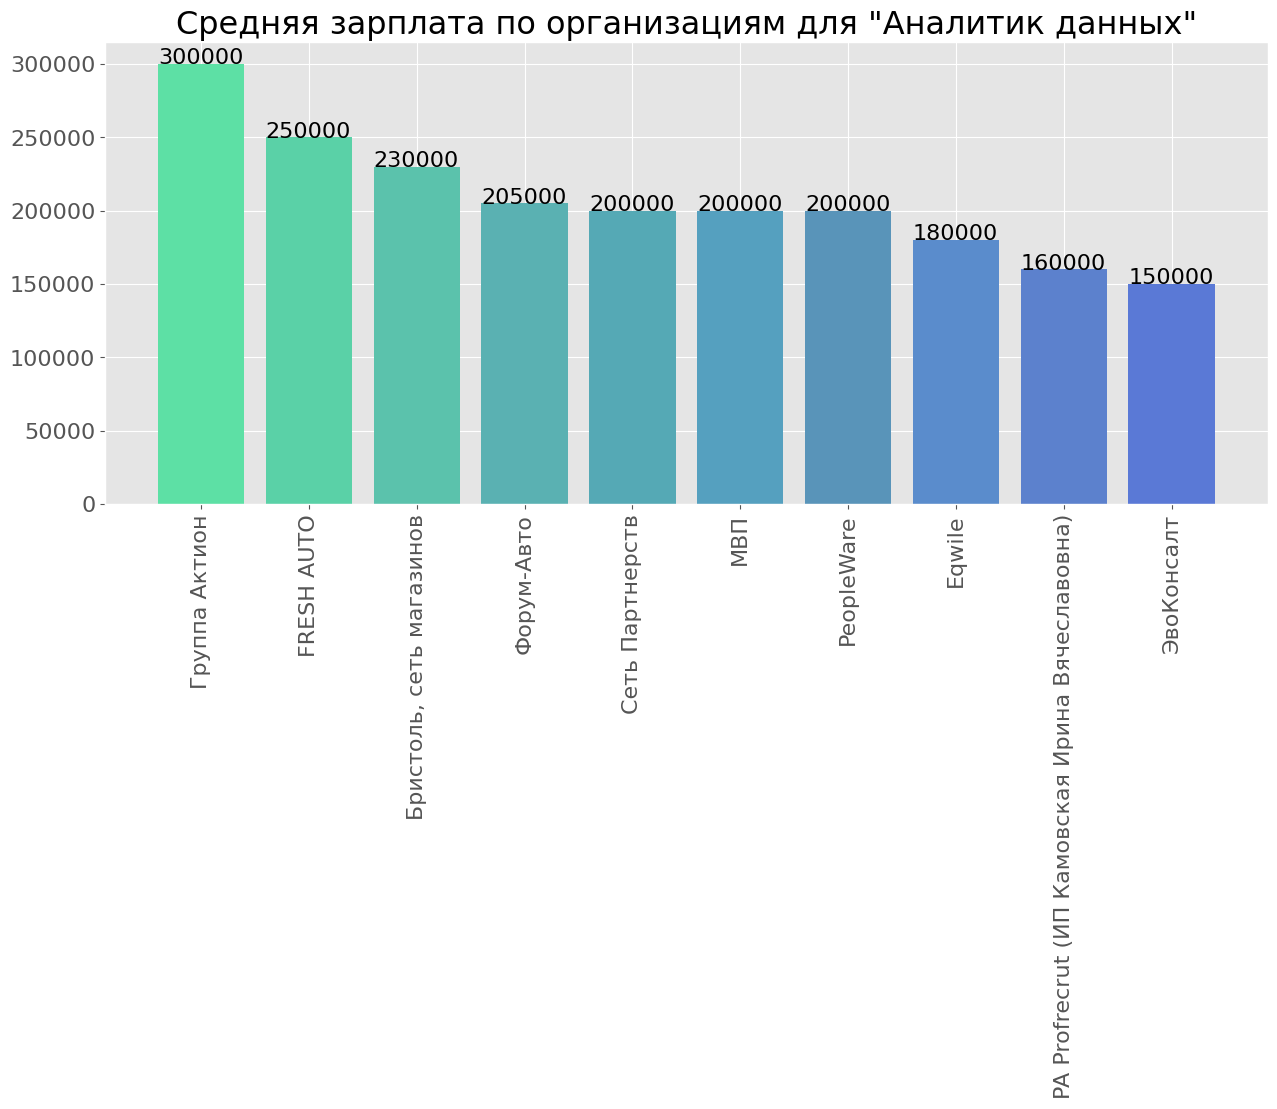 Средняя зарплата по организациям для "Аналитик данных"
300000
250000
200000
150000
100000
50000
0
300000
250000
230000
205000
200000
200000
200000
180000
160000
150000
Группа Актион
FRESH AUTO
Бристоль, сеть магазинов
Форум-Авто
Сеть Партнерств
МВП
PeopleWare
Eqwile
РА Profrecrut (ИП Камовская Ирина Вячеславовна)
ЭвоКонсалт